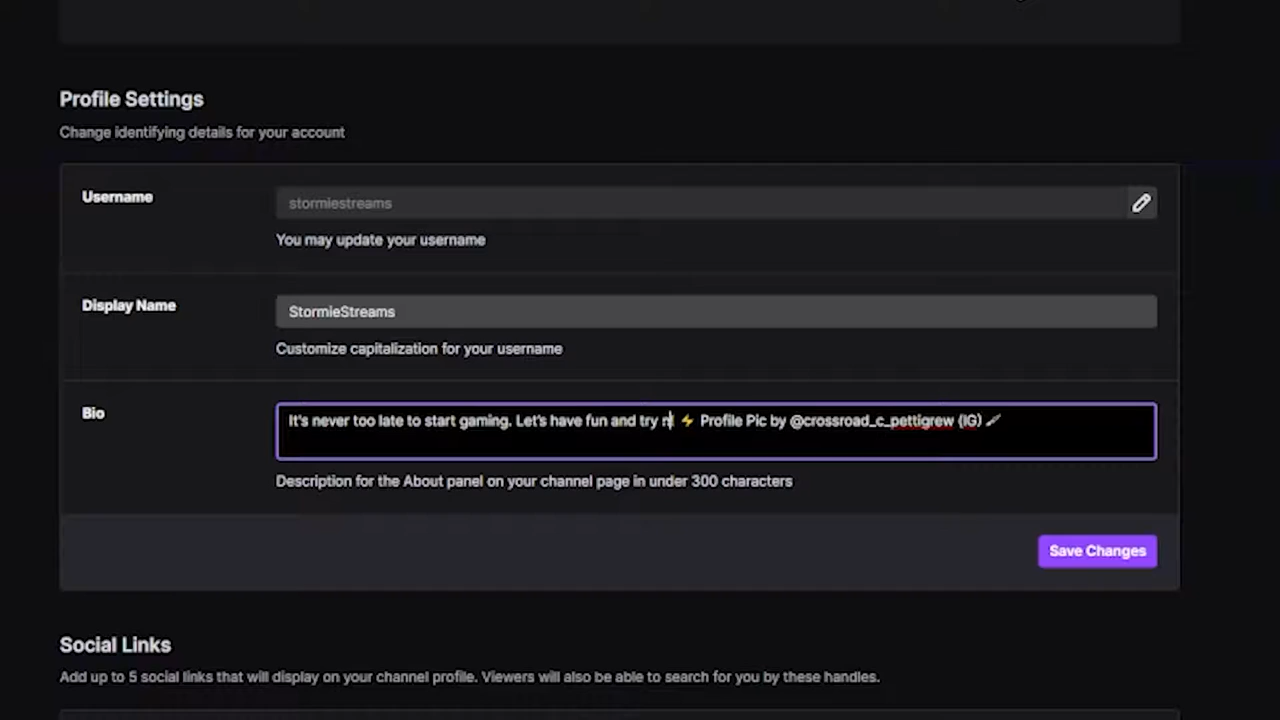 Profile Settings
Change identifying details for your account
Username
stormiestreams
You may update your username
Display Name
StormieStreams
Customize capitalization for your username
Bio
It's never too late to start gaming. Let's have fun and try n ⚡ Profile Pic by @crossroad_c_pettigrew (IG) 🖌
Description for the About panel on your channel page in under 300 characters
Save Changes
Social Links
Add up to 5 social links that will display on your channel profile. Viewers will also be able to search for you by these handles.